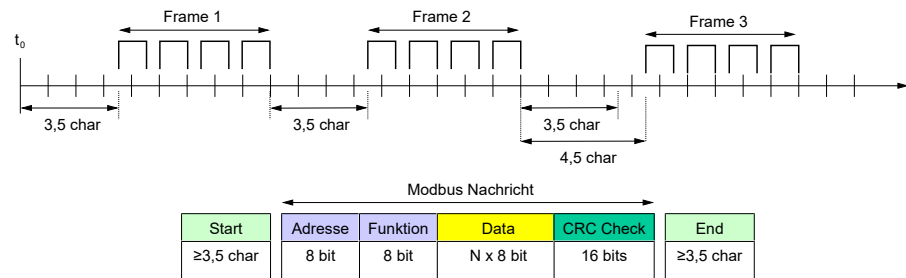 Frame 1 Frame 2 Frame 3
t₀
3,5 char 3,5 char 3,5 char
4,5 char
Modbus Nachricht
Start Adresse Funktion Data CRC Check End
≥3,5 char 8 bit 8 bit N x 8 bit 16 bits ≥3,5 char